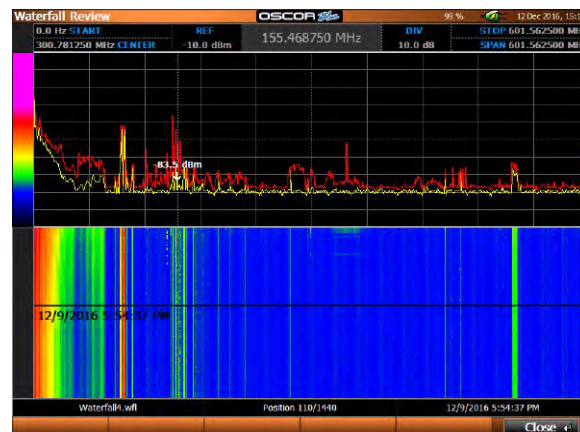 Waterfall Review OSCOR 99 % 12 Dec 2016, 15:1
0.0 Hz START REF 155.468750 MHz DIV STOP 601.562500 MH
300.781250 MHz CENTER -10.0 dBm 10.0 dB SPAN 601.562500 MH
-83.5 dBm
12/9/2016 5:54:37 PM
Waterfall4.wfl Position 110/1440 12/9/2016 5:54:37 PM
Close